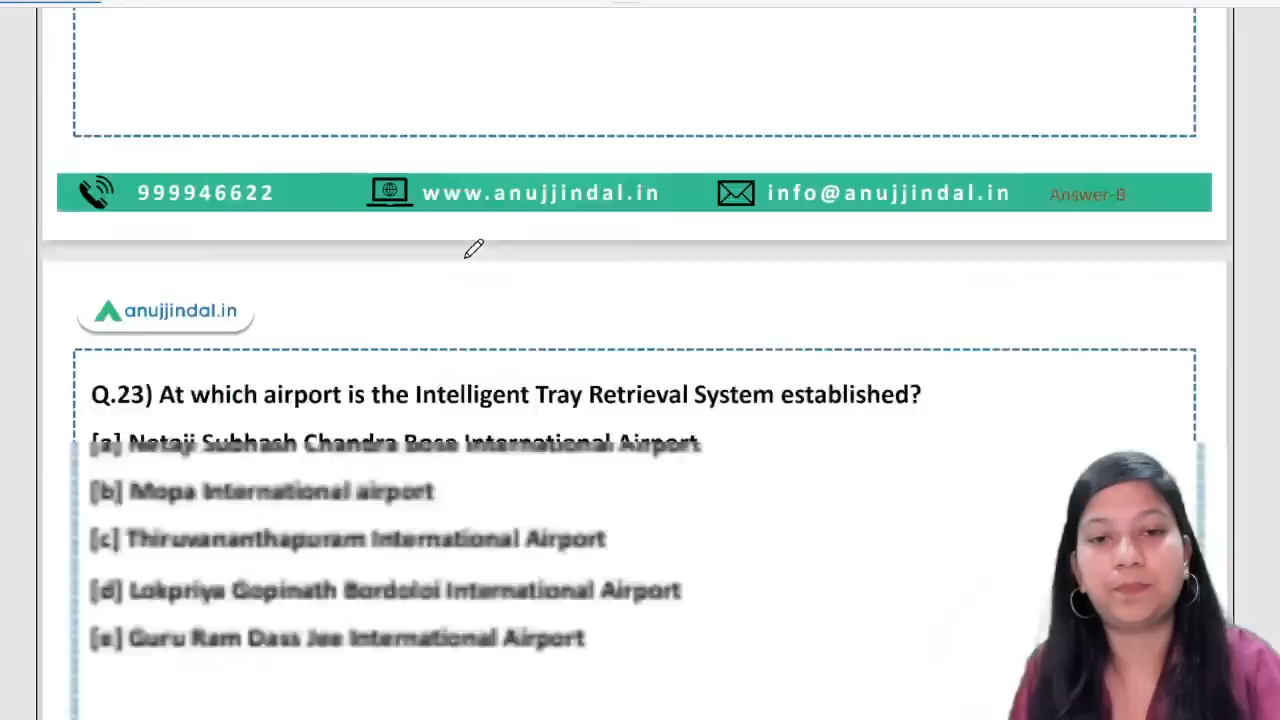 999946622
www.anujjindal.in
info@anujjindal.in
Answer-B
anujjindal.in
Q.23) At which airport is the Intelligent Tray Retrieval System established?
[a] Netaji Subhash Chandra Bose International Airport
[b] Mopa International airport
[c] Thiruvananthapuram International Airport
[d] Lokpriya Gopinath Bordoloi International Airport
[e] Guru Ram Dass Jee International Airport